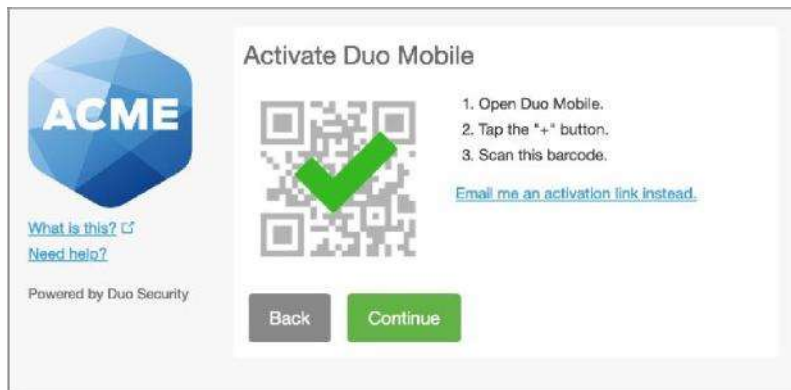 ACME
What is this?
Need help?
Powered by Duo Security
Activate Duo Mobile
1. Open Duo Mobile.
2. Tap the "+" button.
3. Scan this barcode.
Email me an activation link instead.
Back
Continue